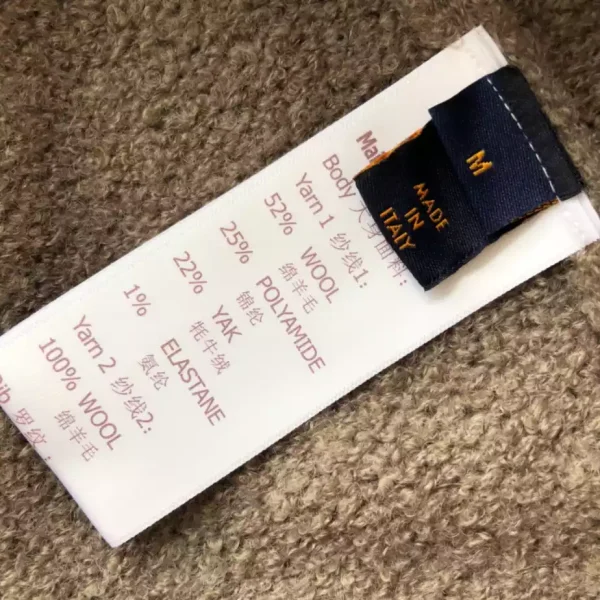 M
MADE
IN
ITALY
Body 大身面料:
Yarn 1 纱线1:
52% WOOL
绵羊毛
25% POLYAMIDE
锦纶
22% YAK
牦牛绒
1% ELASTANE
氨纶
Yarn 2 纱线2:
100% WOOL
绵羊毛
罗纹: